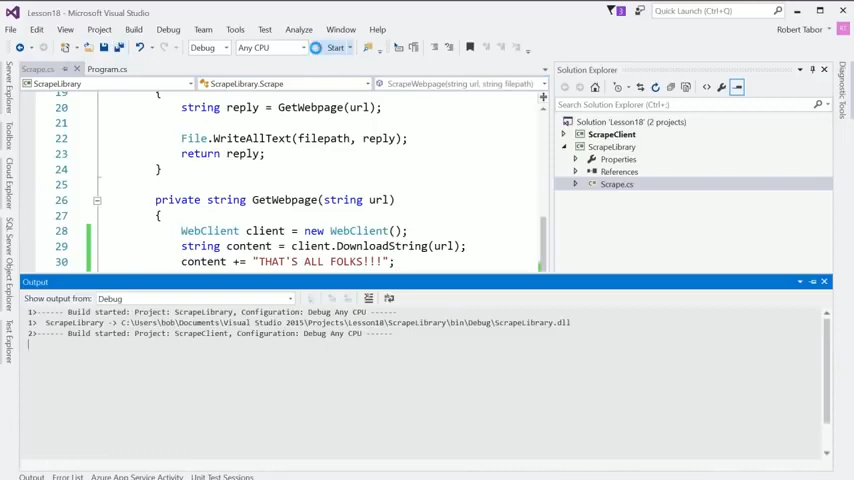 Lesson18 - Microsoft Visual Studio
3
Quick Launch (Ctrl+Q)
File Edit View Project Build Debug Team Tools Test Analyze Window Help
Robert Tabor
Debug Any CPU Start
Scrape.cs Program.cs
ScrapeLibrary ScrapeLibrary.Scrape ScrapeWebpage(string url, string filepath)
19 {
20 string reply = GetWebpage(url);
21
22 File.WriteAllText(filepath, reply);
23 return reply;
24 }
25
26 private string GetWebpage(string url)
27 {
28 WebClient client = new WebClient();
29 string content = client.DownloadString(url);
30 content += "THAT'S ALL FOLKS!!!";
Solution Explorer
Search Solution Explorer (Ctrl+;)
Solution 'Lesson18' (2 projects)
ScrapeClient
ScrapeLibrary
Properties
References
C# Scrape.cs
Server Explorer
Toolbox
Cloud Explorer
SQL Server Object Explorer
Test Explorer
Diagnostic Tools
Output
Show output from: Debug
1>------ Build started: Project: ScrapeLibrary, Configuration: Debug Any CPU ------
1> ScrapeLibrary -> C:\Users\bob\Documents\Visual Studio 2015\Projects\Lesson18\ScrapeLibrary\bin\Debug\ScrapeLibrary.dll
2>------ Build started: Project: ScrapeClient, Configuration: Debug Any CPU ------
Output Error List Azure App Service Activity Unit Test Sessions